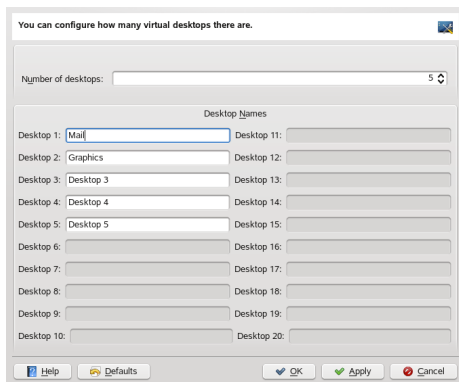 You can configure how many virtual desktops there are.
Number of desktops: 5
Desktop Names
Desktop 1: Mail Desktop 11:
Desktop 2: Graphics Desktop 12:
Desktop 3: Desktop 3 Desktop 13:
Desktop 4: Desktop 4 Desktop 14:
Desktop 5: Desktop 5 Desktop 15:
Desktop 6: Desktop 16:
Desktop 7: Desktop 17:
Desktop 8: Desktop 18:
Desktop 9: Desktop 19:
Desktop 10: Desktop 20:
Help Defaults OK Apply Cancel